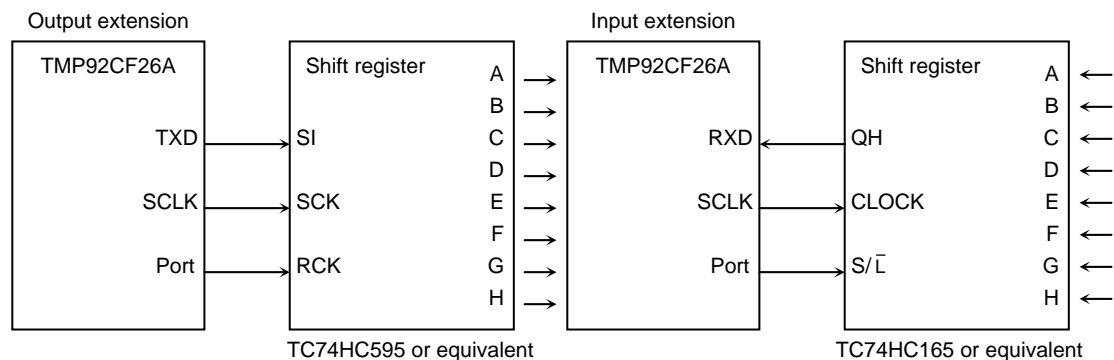 Output extension
Input extension
TMP92CF26A
Shift register
TMP92CF26A
Shift register
A
B
C
D
E
F
G
H
TXD
SI
SCLK
SCK
Port
RCK
RXD
QH
SCLK
CLOCK
Port
S/L̅
A
B
C
D
E
F
G
H
TC74HC595 or equivalent
TC74HC165 or equivalent